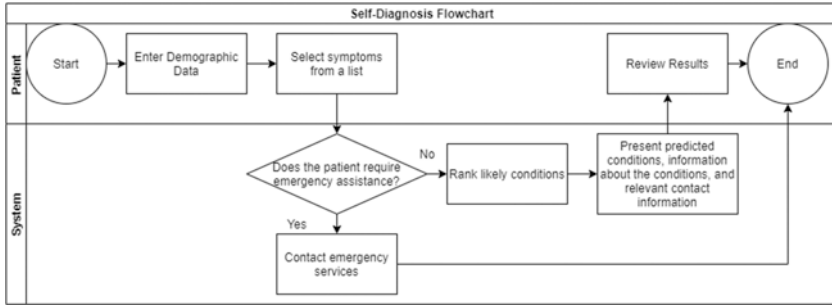 Self-Diagnosis Flowchart
Patient
Start
Enter Demographic
Data
Select symptoms
from a list
Review Results
End
System
Does the patient require
emergency assistance?
No
Rank likely conditions
Present predicted
conditions, information
about the conditions, and
relevant contact
information
Yes
Contact emergency
services